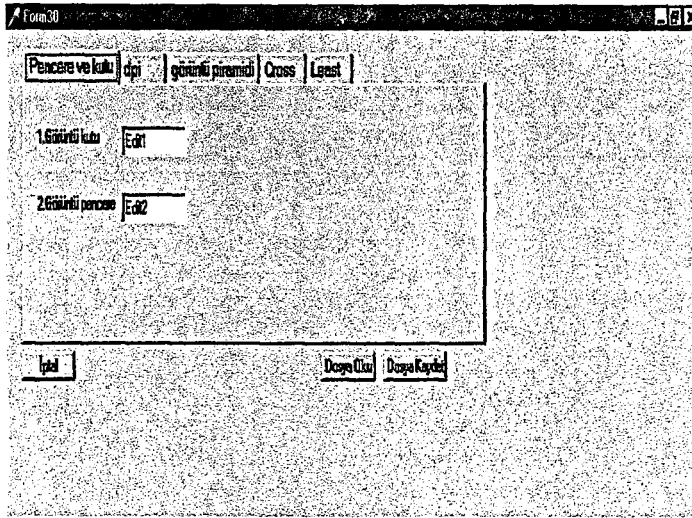 Form30
Pencere ve kutu dpi görüntü piramidi Cross Least
1.Görüntü kutu Edit1
2.Görüntü pencere Edit2
İptal Dosya Oku Dosya Kaydet